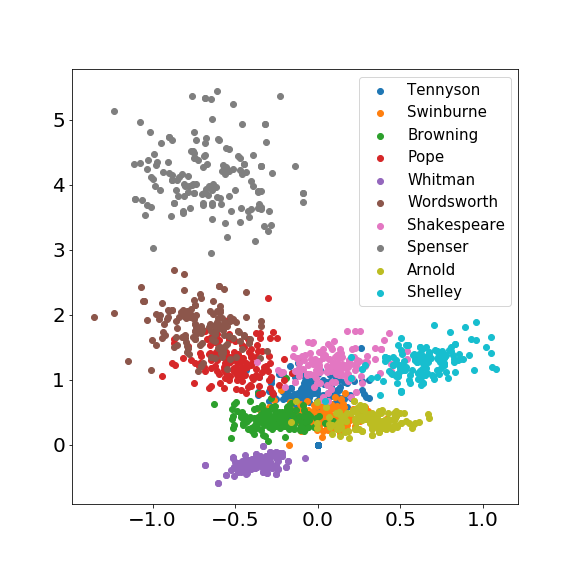 Tennyson
Swinburne
Browning
Pope
Whitman
Wordsworth
Shakespeare
Spenser
Arnold
Shelley
5
4
3
2
1
0
−1.0 −0.5 0.0 0.5 1.0